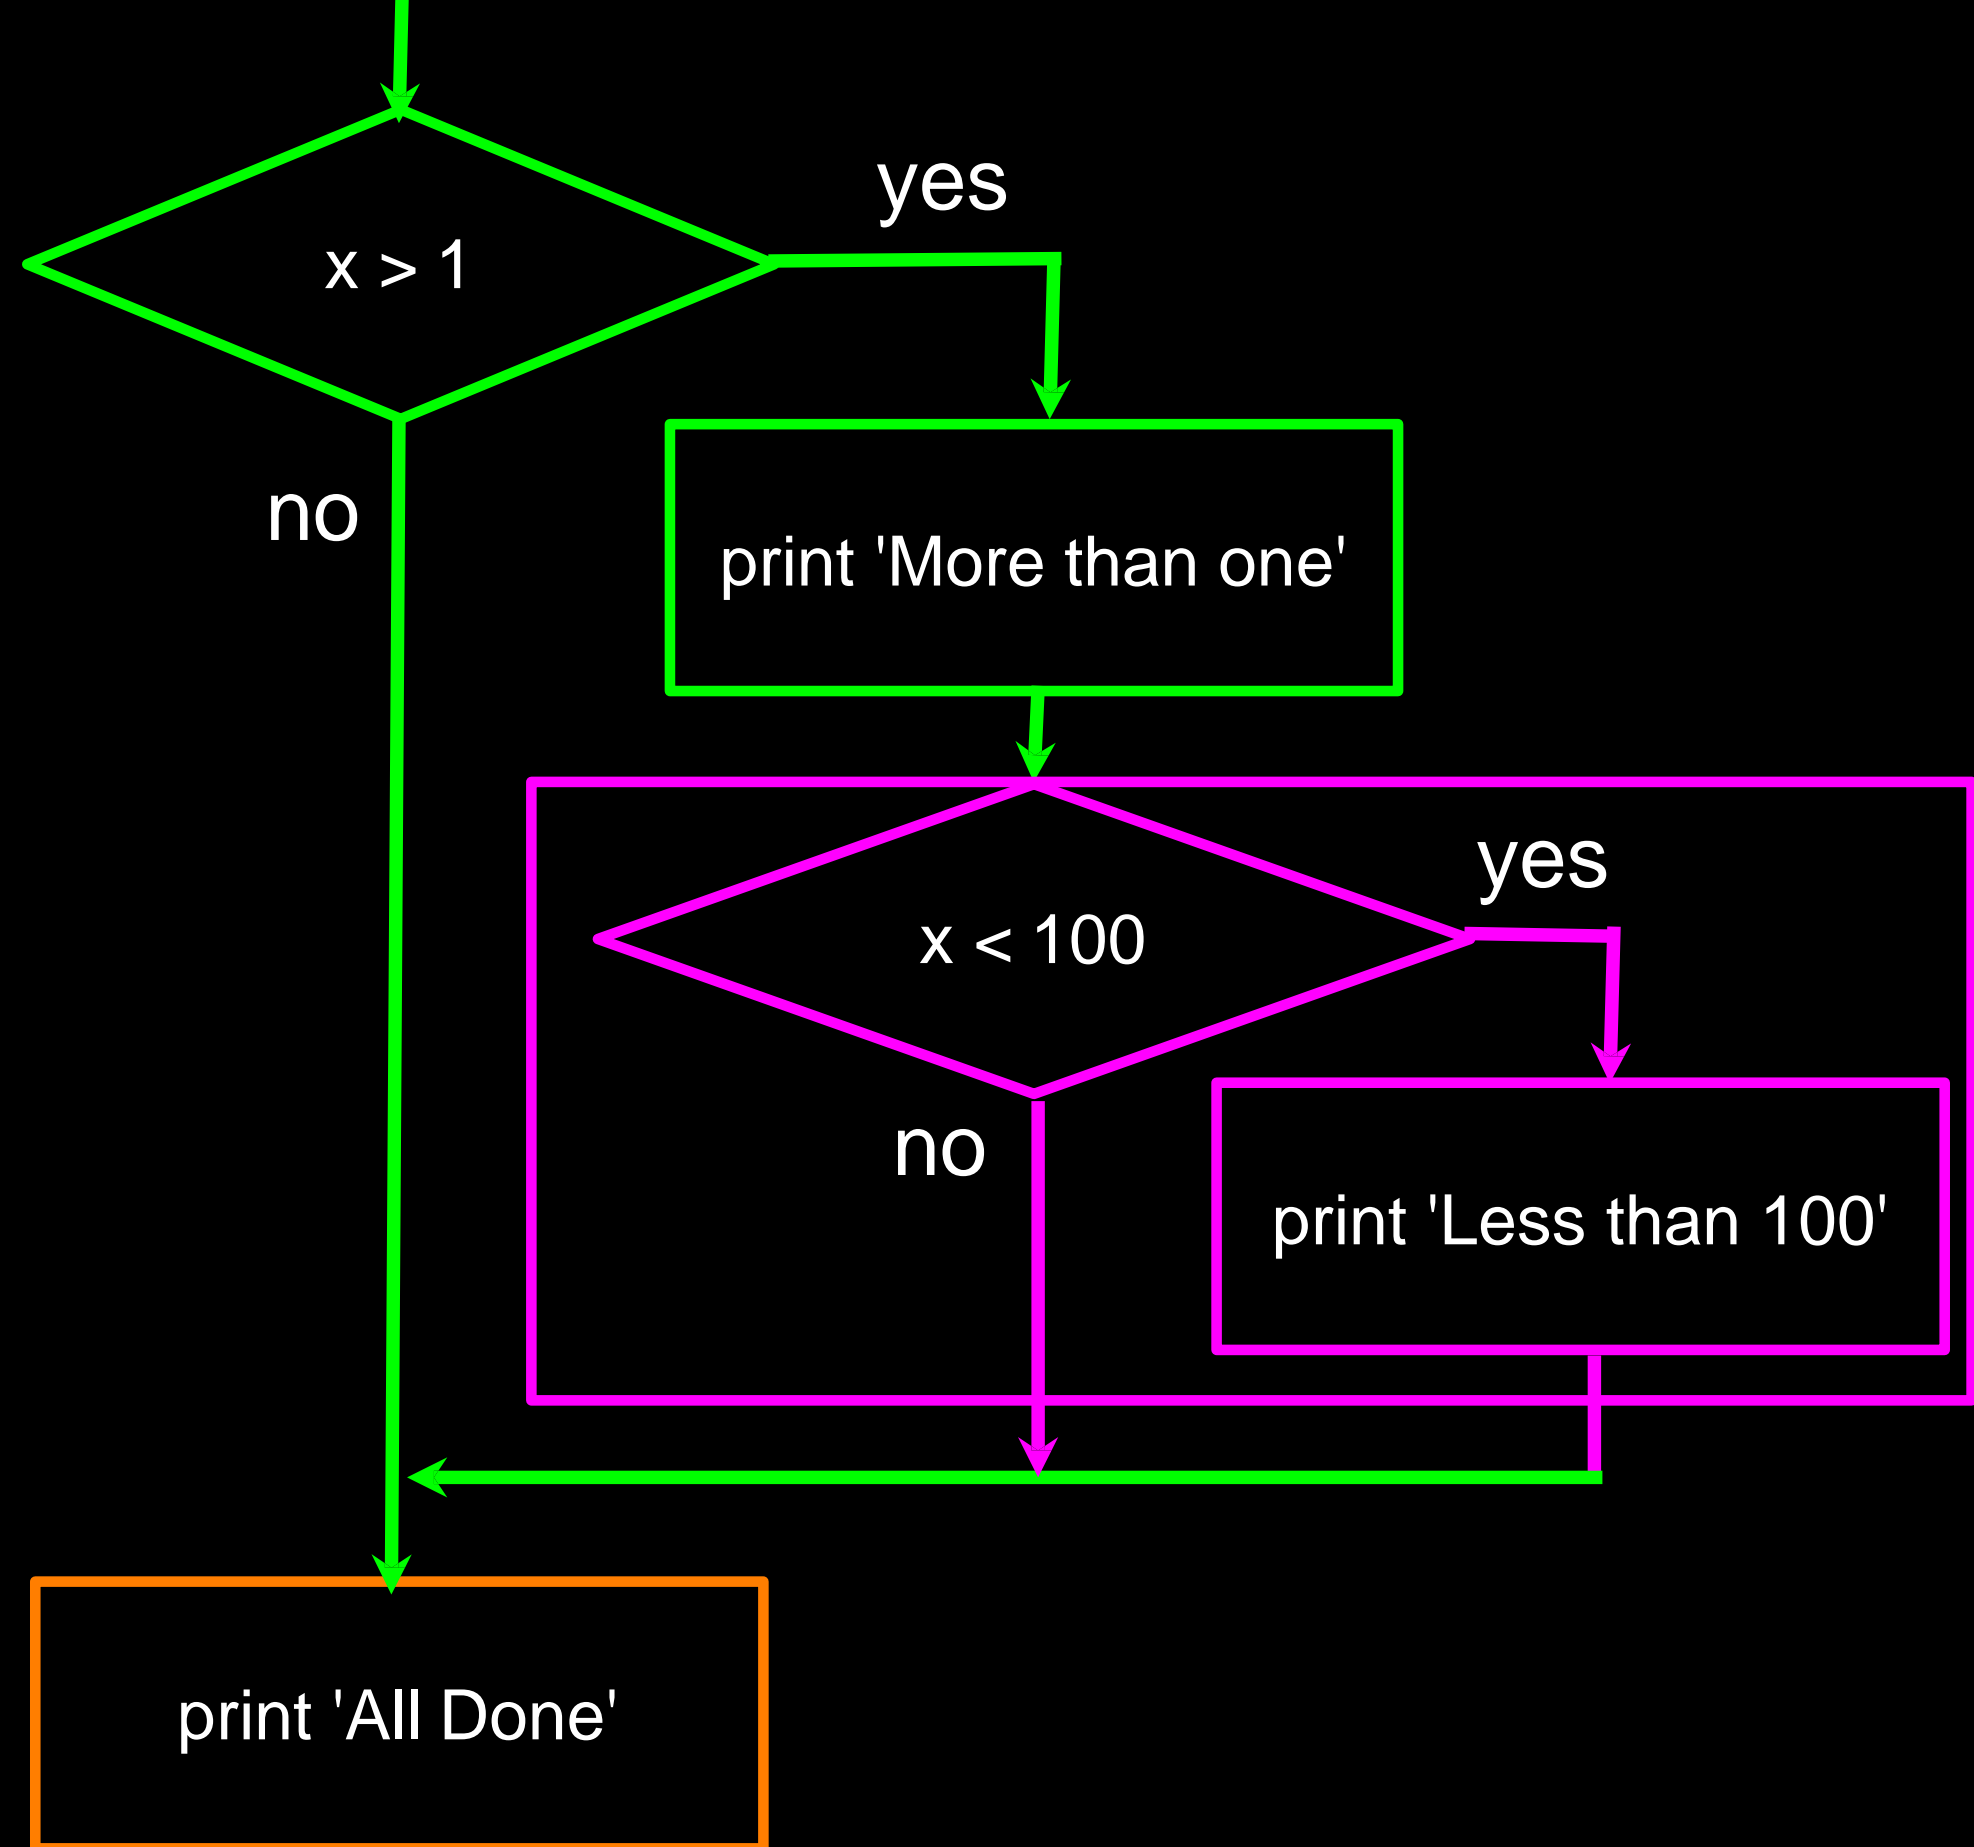 yes
x > 1
no
print 'More than one'
yes
x < 100
no
print 'Less than 100'
print 'All Done'